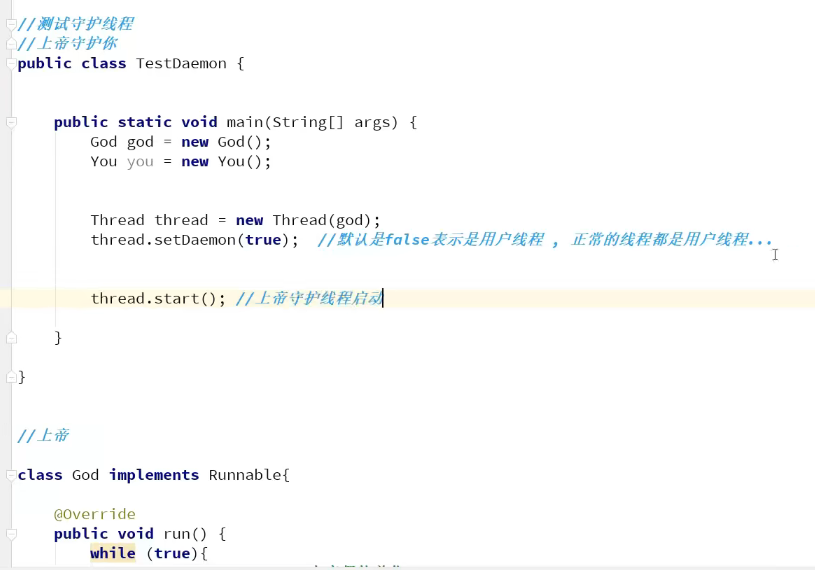 //测试守护线程
//上帝守护你
public class TestDaemon {
public static void main(String[] args) {
God god = new God();
You you = new You();
Thread thread = new Thread(god);
thread.setDaemon(true); //默认是false表示是用户线程 , 正常的线程都是用户线程...
thread.start(); //上帝守护线程启动
}
}
//上帝
class God implements Runnable{
@Override
public void run() {
while (true){